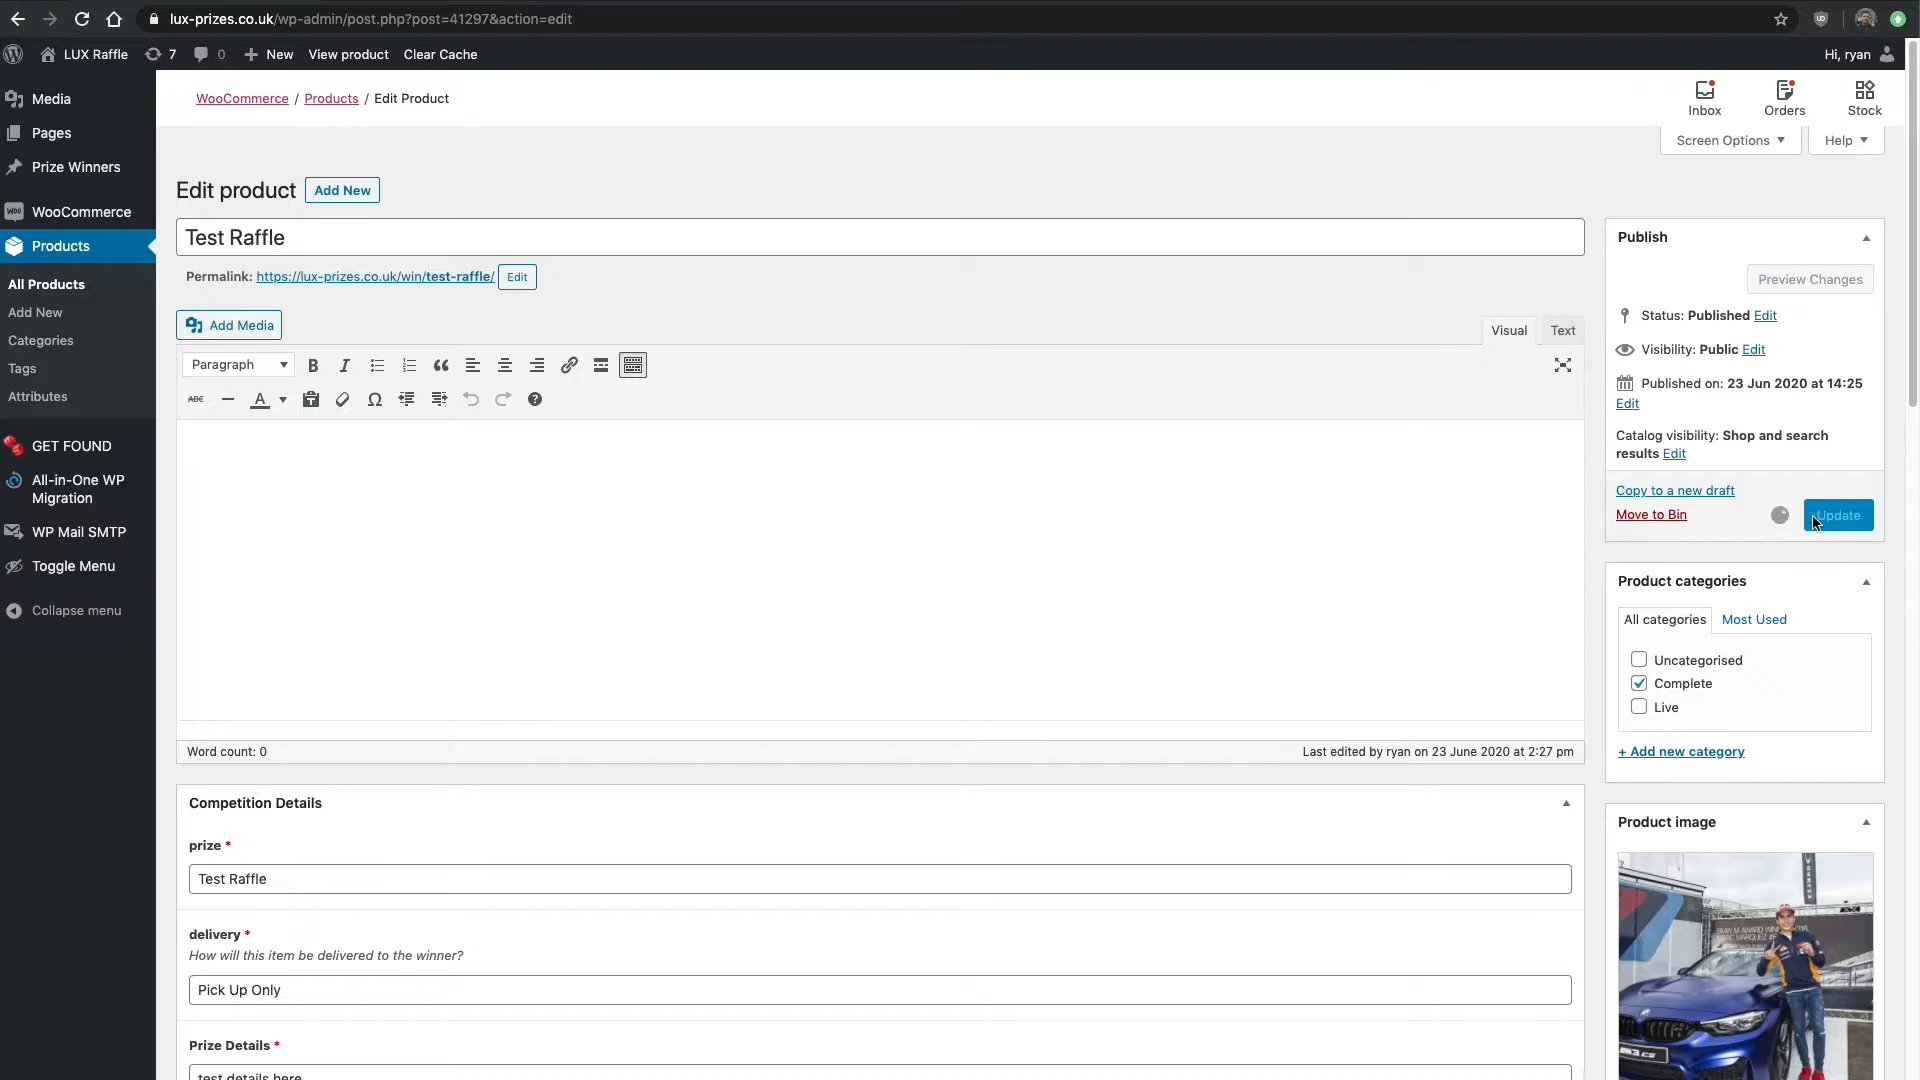 lux-prizes.co.uk/wp-admin/post.php?post=41297&action=edit
LUX Raffle
7
0
New
View product
Clear Cache
Hi, ryan
Media
Pages
Prize Winners
WooCommerce
Products
All Products
Add New
Categories
Tags
Attributes
GET FOUND
All-in-One WP
Migration
WP Mail SMTP
Toggle Menu
Collapse menu
WooCommerce / Products / Edit Product
Inbox
Orders
Stock
Screen Options
Help
Edit product
Add New
Test Raffle
Permalink: https://lux-prizes.co.uk/win/test-raffle/
Edit
Add Media
Visual
Text
Paragraph
B
I
ABC
A
Word count: 0
Last edited by ryan on 23 June 2020 at 2:27 pm
Competition Details
prize *
Test Raffle
delivery *
How will this item be delivered to the winner?
Pick Up Only
Prize Details *
test details here
Publish
Preview Changes
Status: Published Edit
Visibility: Public Edit
Published on: 23 Jun 2020 at 14:25
Edit
Catalog visibility: Shop and search
results Edit
Copy to a new draft
Move to Bin
Update
Product categories
All categories
Most Used
Uncategorised
Complete
Live
+ Add new category
Product image